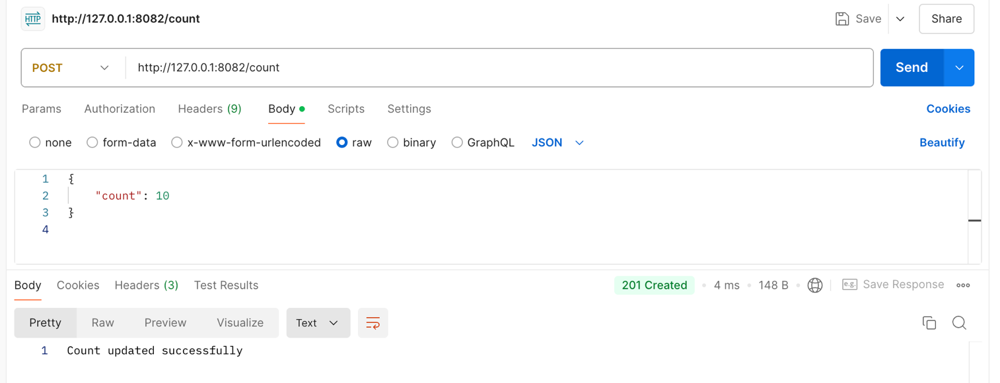 HTTP http://127.0.0.1:8082/count Save Share
POST http://127.0.0.1:8082/count Send
Params Authorization Headers (9) Body Scripts Settings Cookies
none form-data x-www-form-urlencoded raw binary GraphQL JSON Beautify
1 {
2 "count": 10
3 }
4
Body Cookies Headers (3) Test Results 201 Created • 4 ms • 148 B • e.g. Save Response
Pretty Raw Preview Visualize Text
1 Count updated successfully